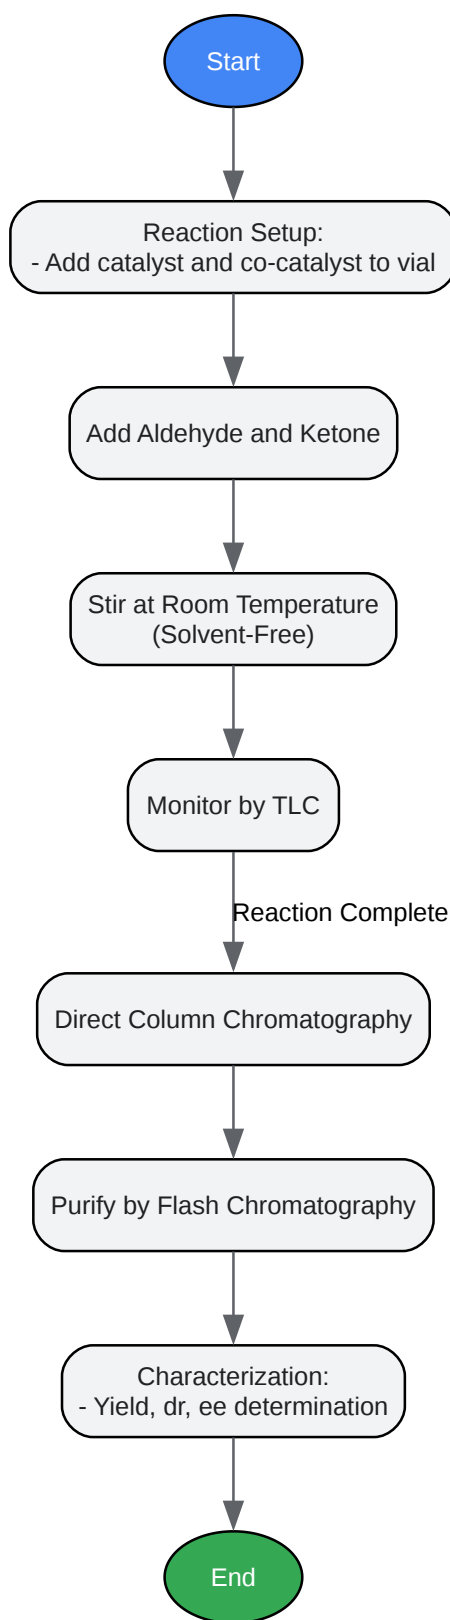 Start
Reaction Setup:
- Add catalyst and co-catalyst to vial
Add Aldehyde and Ketone
Stir at Room Temperature
(Solvent-Free)
Monitor by TLC
Reaction Complete
Direct Column Chromatography
Purify by Flash Chromatography
Characterization:
- Yield, dr, ee determination
End